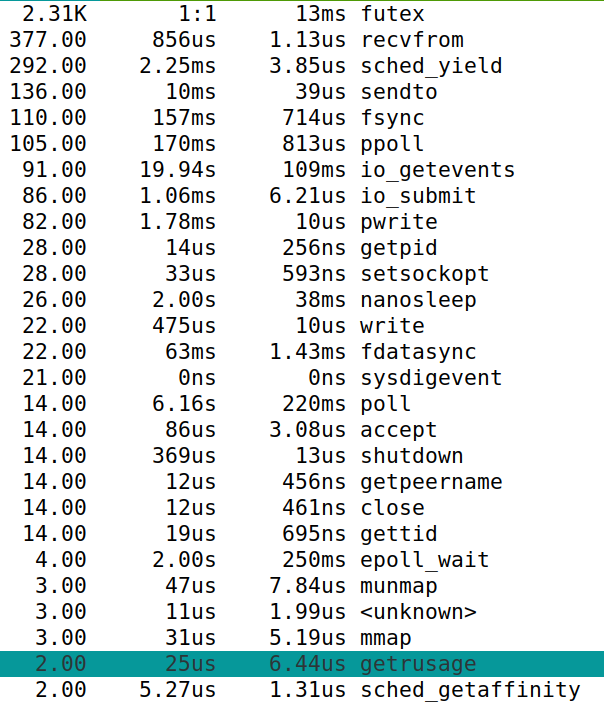 2.31K 1:1 13ms futex
377.00 856us 1.13us recvfrom
292.00 2.25ms 3.85us sched_yield
136.00 10ms 39us sendto
110.00 157ms 714us fsync
105.00 170ms 813us ppoll
91.00 19.94s 109ms io_getevents
86.00 1.06ms 6.21us io_submit
82.00 1.78ms 10us pwrite
28.00 14us 256ns getpid
28.00 33us 593ns setsockopt
26.00 2.00s 38ms nanosleep
22.00 475us 10us write
22.00 63ms 1.43ms fdatasync
21.00 0ns 0ns sysdigevent
14.00 6.16s 220ms poll
14.00 86us 3.08us accept
14.00 369us 13us shutdown
14.00 12us 456ns getpeername
14.00 12us 461ns close
14.00 19us 695ns gettid
4.00 2.00s 250ms epoll_wait
3.00 47us 7.84us munmap
3.00 11us 1.99us <unknown>
3.00 31us 5.19us mmap
2.00 25us 6.44us getrusage
2.00 5.27us 1.31us sched_getaffinity